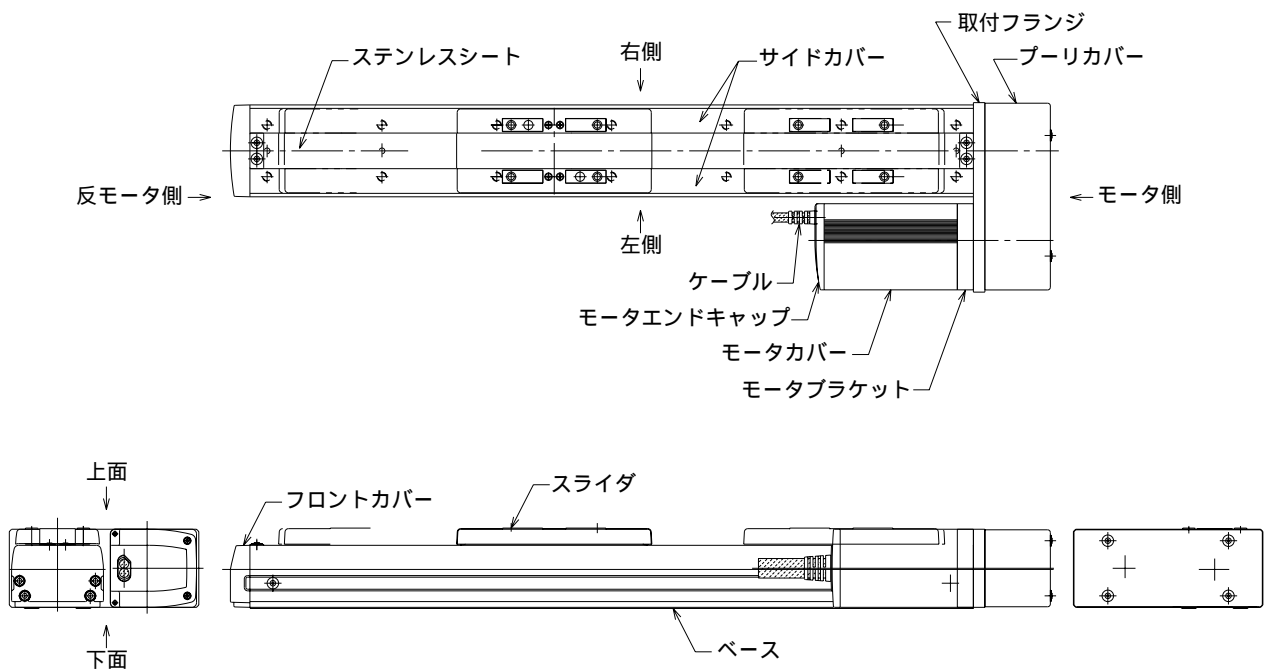 取付フランジ
ステンレスシート
右側
サイドカバー
プーリカバー
反モータ側
モータ側
左側
ケーブル
モータエンドキャップ
モータカバー
モータブラケット
上面
フロントカバー
スライダ
下面
ベース